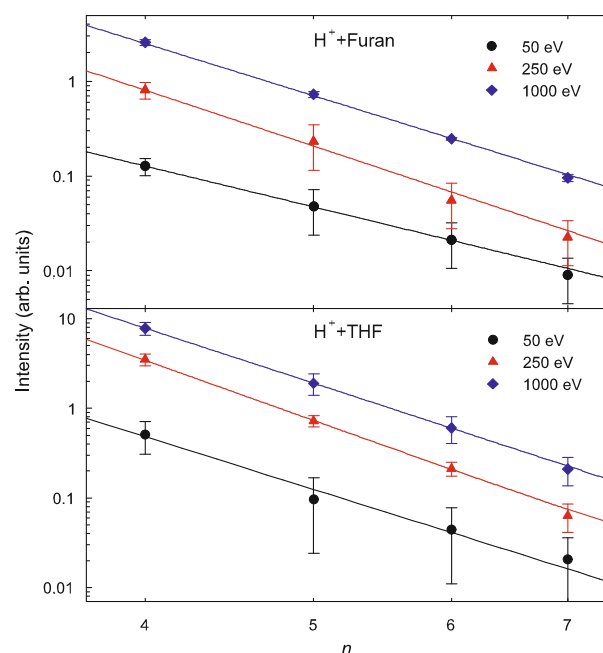 H⁺+Furan
50 eV
250 eV
1000 eV
1
0.1
0.01
Intensity (arb. units)
H⁺+THF
50 eV
250 eV
1000 eV
10
1
0.1
0.01
4 5 6 7
n